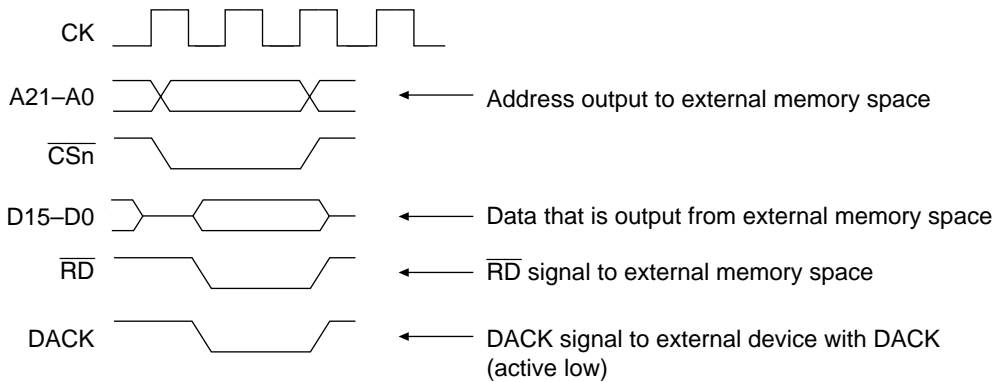 CK
A21–A0
Address output to external memory space
CSn
D15–D0
Data that is output from external memory space
RD
RD signal to external memory space
DACK
DACK signal to external device with DACK
(active low)